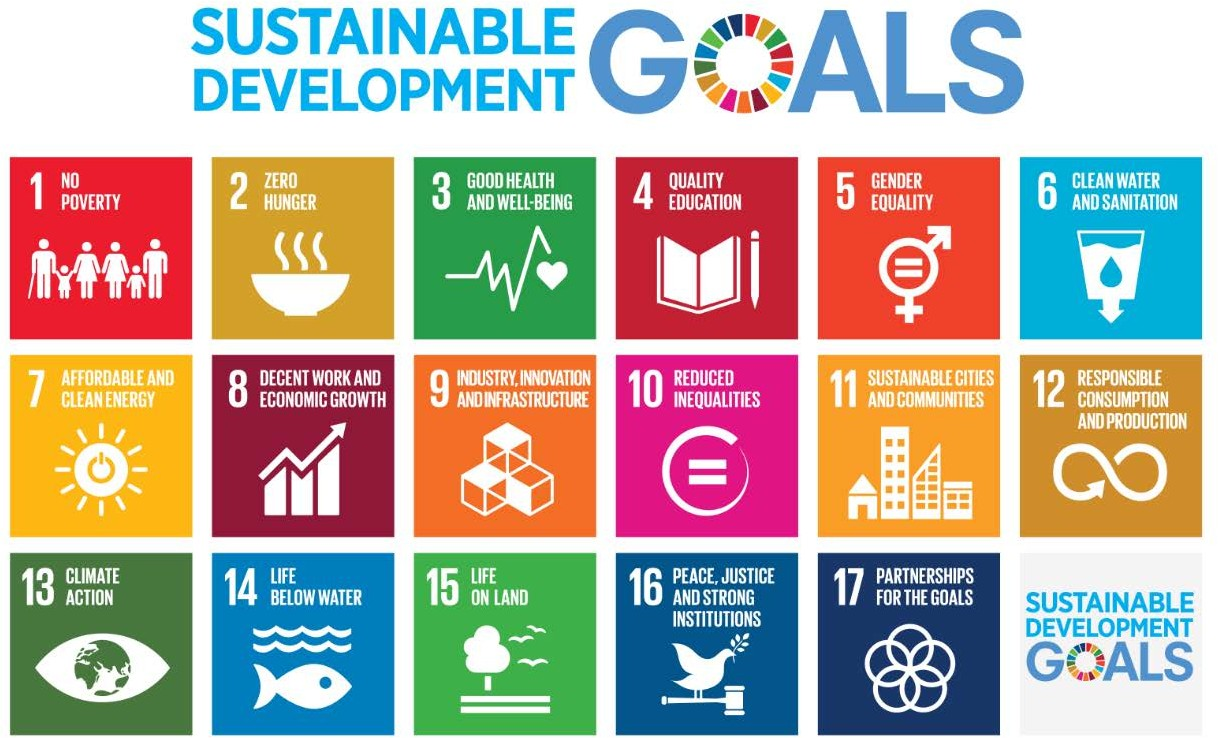 SUSTAINABLE
DEVELOPMENT
GOALS
1 NO
POVERTY
2 ZERO
HUNGER
3 GOOD HEALTH
AND WELL-BEING
4 QUALITY
EDUCATION
5 GENDER
EQUALITY
6 CLEAN WATER
AND SANITATION
7 AFFORDABLE AND
CLEAN ENERGY
8 DECENT WORK AND
ECONOMIC GROWTH
9 INDUSTRY, INNOVATION
AND INFRASTRUCTURE
10 REDUCED
INEQUALITIES
11 SUSTAINABLE CITIES
AND COMMUNITIES
12 RESPONSIBLE
CONSUMPTION
AND PRODUCTION
13 CLIMATE
ACTION
14 LIFE
BELOW WATER
15 LIFE
ON LAND
16 PEACE, JUSTICE
AND STRONG
INSTITUTIONS
17 PARTNERSHIPS
FOR THE GOALS
SUSTAINABLE
DEVELOPMENT
GOALS